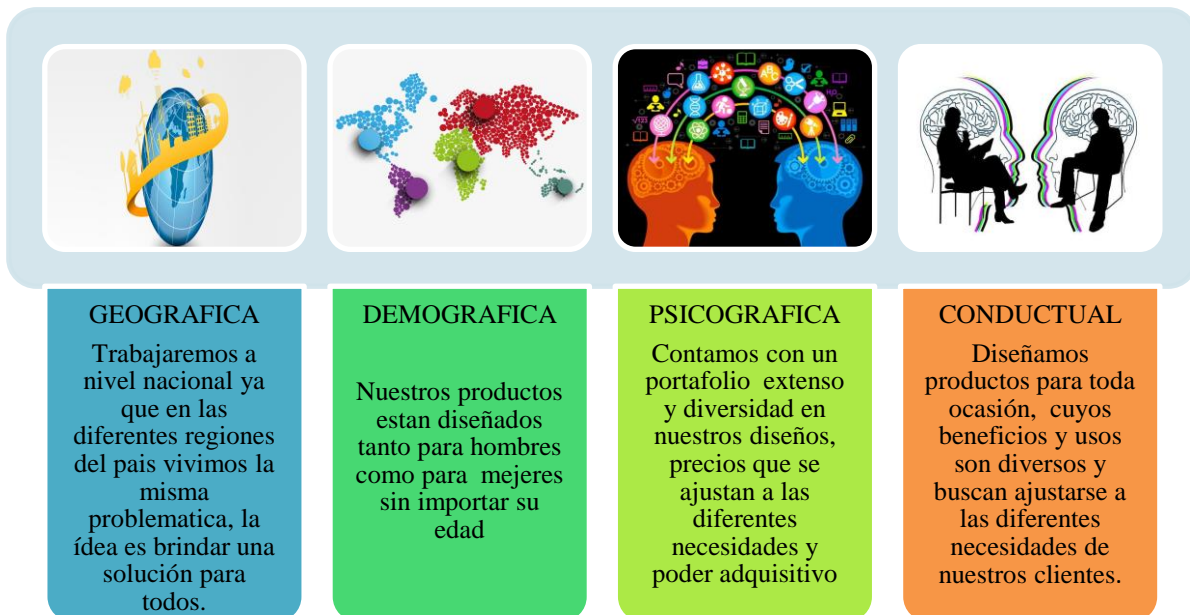 GEOGRAFICA
Trabajaremos a
nivel nacional ya
que en las
diferentes regiones
del pais vivimos la
misma
problematica, la
ídea es brindar una
solución para
todos.
DEMOGRAFICA
Nuestros productos
estan diseñados
tanto para hombres
como para mejeres
sin importar su
edad
PSICOGRAFICA
Contamos con un
portafolio extenso
y diversidad en
nuestros diseños,
precios que se
ajustan a las
diferentes
necesidades y
poder adquisitivo
CONDUCTUAL
Diseñamos
productos para toda
ocasión, cuyos
beneficios y usos
son diversos y
buscan ajustarse a
las diferentes
necesidades de
nuestros clientes.